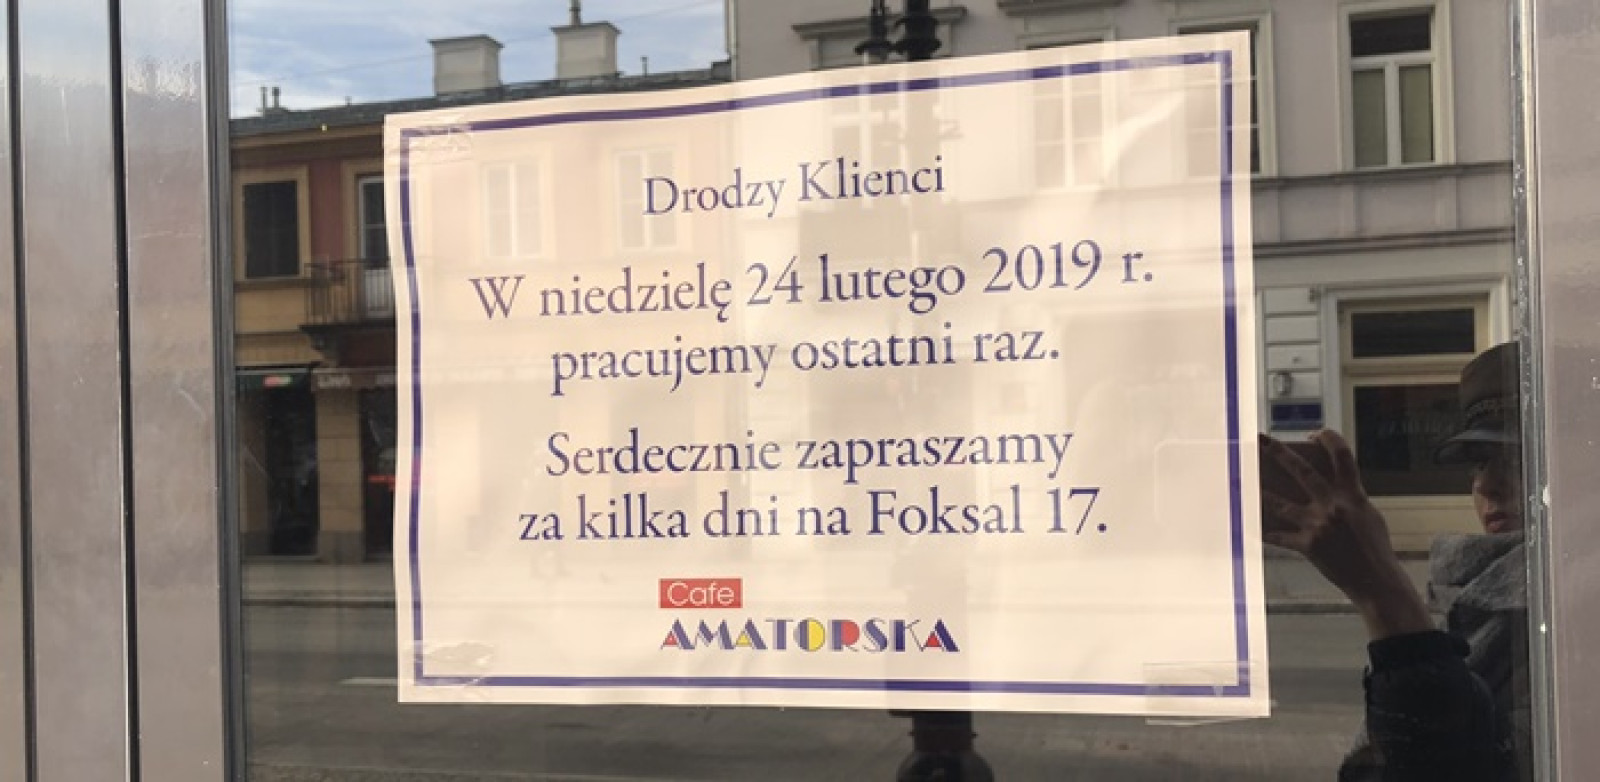 Drodzy Klienci
W niedzielę 24 lutego 2019 r.
pracujemy ostatni raz.
Serdecznie zapraszamy
za kilka dni na Foksal 17.
Cafe
AMATORSKA